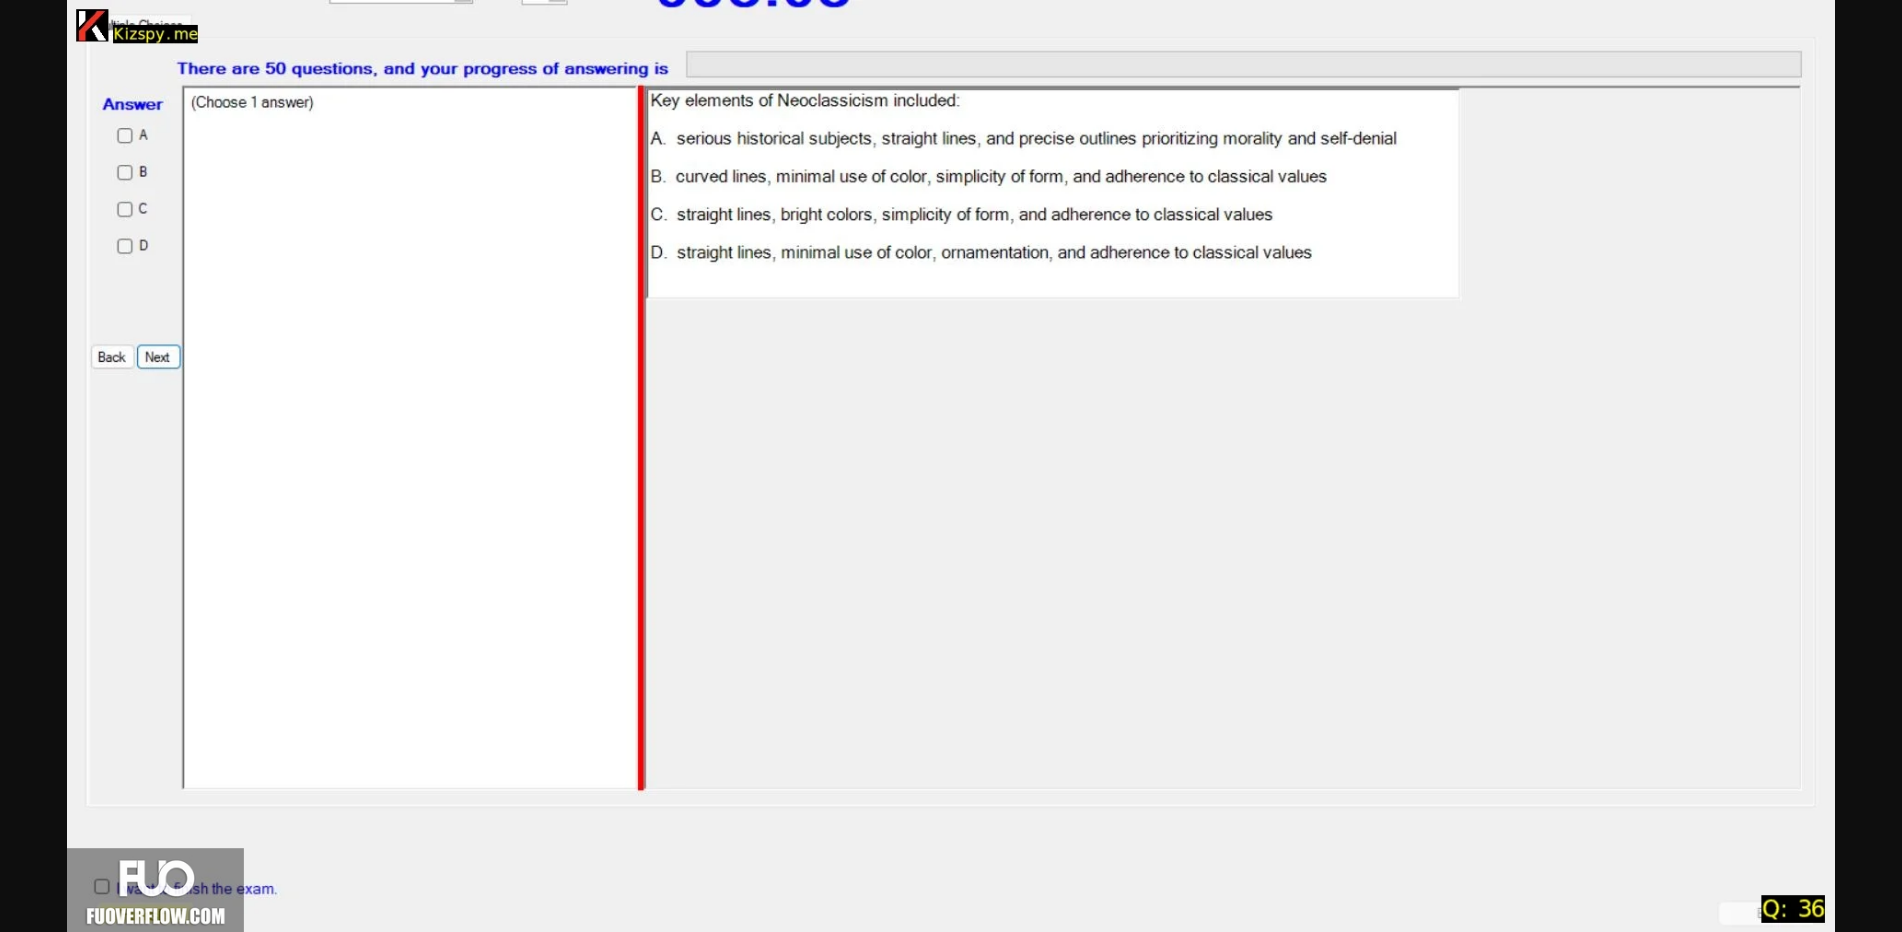 Kizspy.me
There are 50 questions, and your progress of answering is
Answer
(Choose 1 answer)
A
B
C
D
Back Next
Key elements of Neoclassicism included:
A. serious historical subjects, straight lines, and precise outlines prioritizing morality and self-denial
B. curved lines, minimal use of color, simplicity of form, and adherence to classical values
C. straight lines, bright colors, simplicity of form, and adherence to classical values
D. straight lines, minimal use of color, ornamentation, and adherence to classical values
FUO
the exam.
FUOVERFLOW.COM
Q: 36